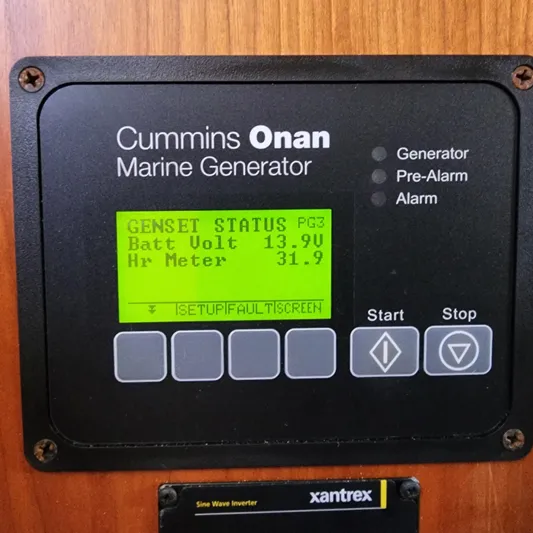 Cummins Onan
Marine Generator
Generator
Pre-Alarm
Alarm
GENSET STATUS PG3
Batt Volt 13.9V
Hr Meter 31.9
SETUP|FAULT|SCREEN
Start
Stop
Sine Wave Inverter
xantrex